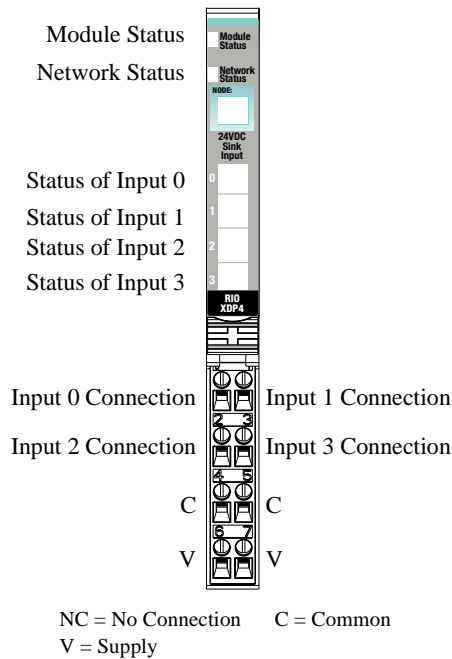 Module Status
Network Status
Module
Status
Network
Status
NODE:
24VDC
Sink
Input
Status of Input 0
0
Status of Input 1
1
Status of Input 2
2
Status of Input 3
3
RIO
XDP4
Input 0 Connection
Input 1 Connection
2 3
Input 2 Connection
Input 3 Connection
4 5
C
C
6 7
V
V
NC = No Connection C = Common
V = Supply